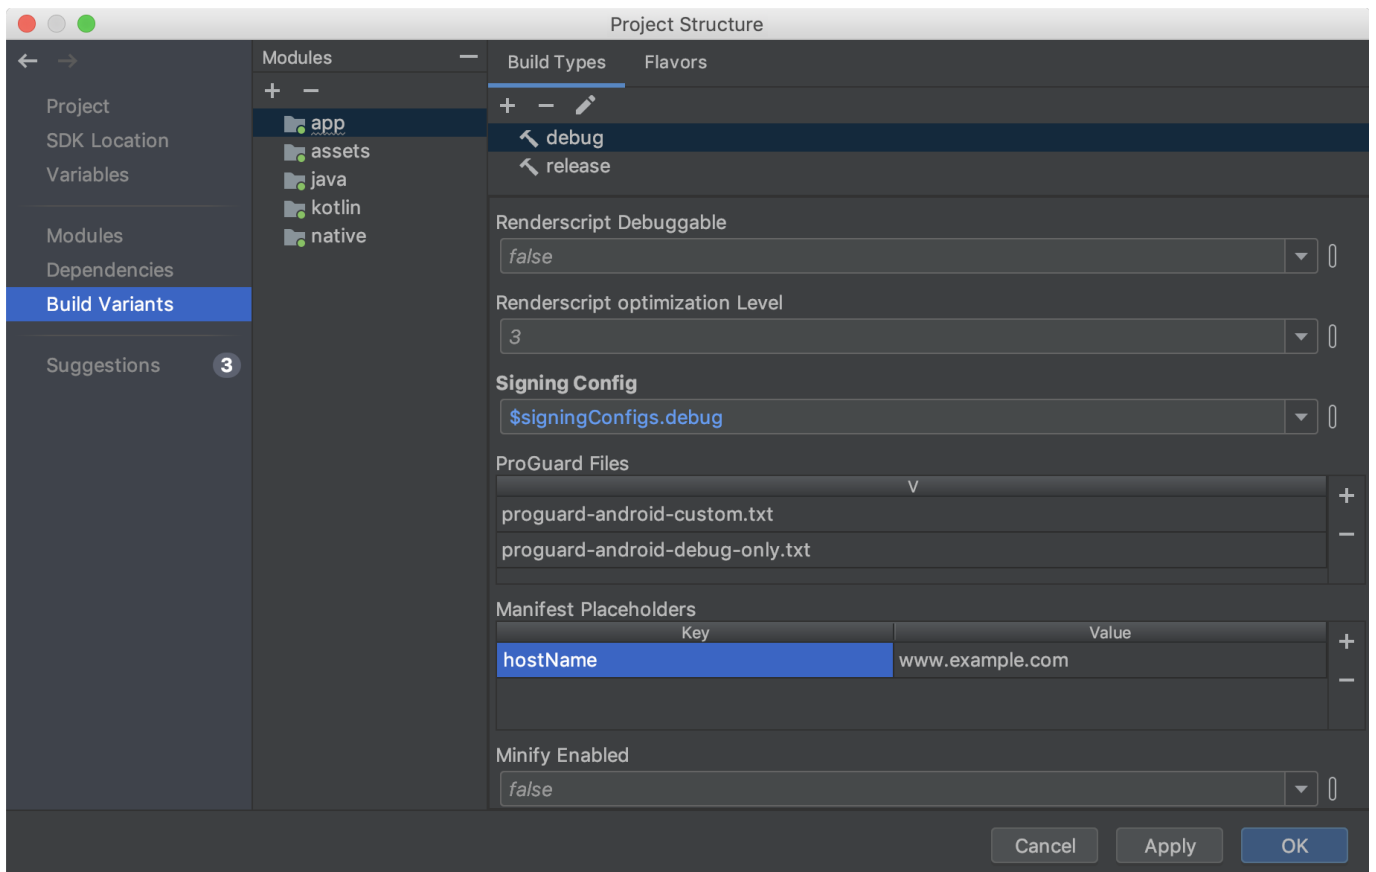 Project Structure
Project
SDK Location
Variables
Modules
Dependencies
Build Variants
Suggestions 3
Modules
app
assets
java
kotlin
native
Build Types Flavors
debug
release
Renderscript Debuggable
false
Renderscript optimization Level
3
Signing Config
$signingConfigs.debug
ProGuard Files
V
proguard-android-custom.txt
proguard-android-debug-only.txt
Manifest Placeholders
Key Value
hostName www.example.com
Minify Enabled
false
Cancel Apply OK